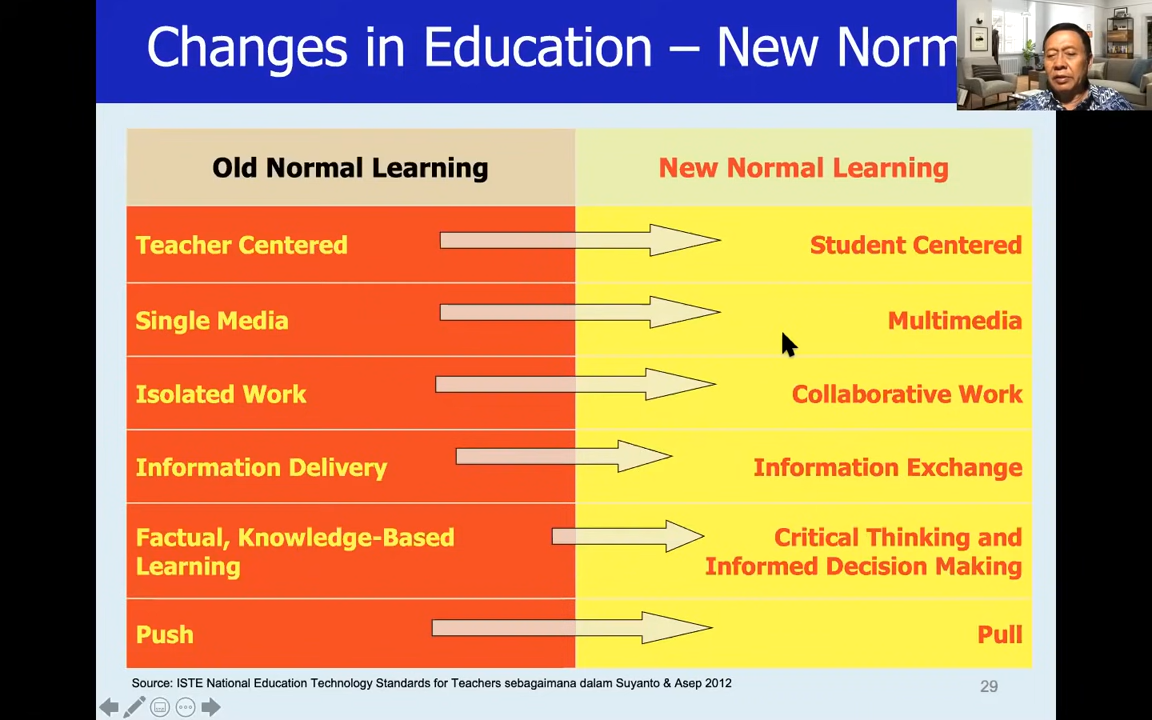 Changes in Education – New Norm
Old Normal Learning
New Normal Learning
Teacher Centered
Student Centered
Single Media
Multimedia
Isolated Work
Collaborative Work
Information Delivery
Information Exchange
Factual, Knowledge-Based
Learning
Critical Thinking and
Informed Decision Making
Push
Pull
Source: ISTE National Education Technology Standards for Teachers sebagaimana dalam Suyanto & Asep 2012
29